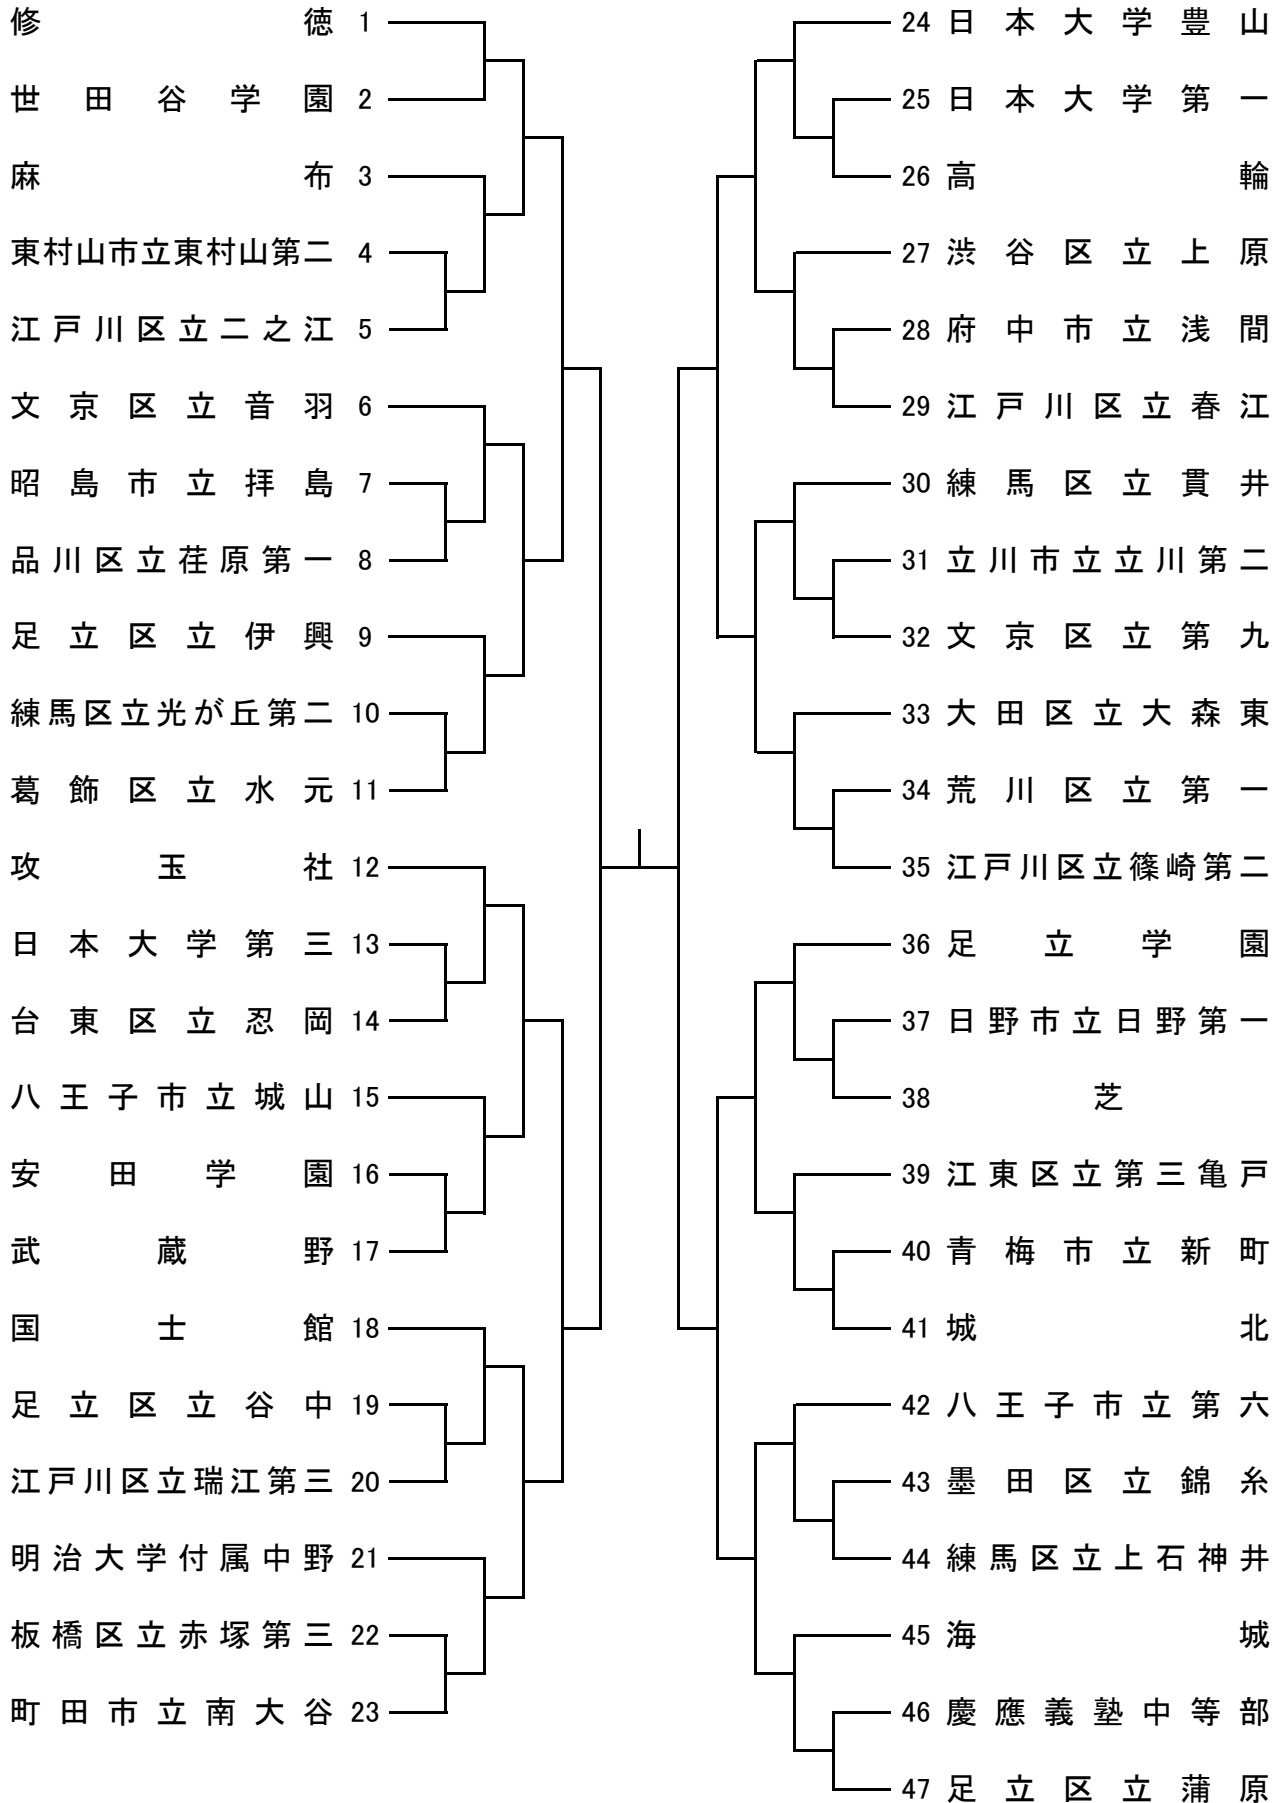 修徳 1
世田谷学園 2
麻布 3
東村山市立東村山第二 4
江戸川区立二之江 5
文京区立音羽 6
昭島市立拝島 7
品川区立荏原第一 8
足立区立伊興 9
練馬区立光が丘第二 10
葛飾区立水元 11
攻玉社 12
日本大学第三 13
台東区立忍岡 14
八王子市立城山 15
安田学園 16
武蔵野 17
国士館 18
足立区立谷中 19
江戸川区立瑞江第三 20
明治大学付属中野 21
板橋区立赤塚第三 22
町田市立南大谷 23
24 日本大学豊山
25 日本大学第一
26 高輪
27 渋谷区立上原
28 府中市立浅間
29 江戸川区立春江
30 練馬区立貫井
31 立川市立立川第二
32 文京区立第九
33 大田区立大森東
34 荒川区立第一
35 江戸川区立篠崎第二
36 足立学園
37 日野市立日野第一
38 芝
39 江東区立第三亀戸
40 青梅市立新町
41 城北
42 八王子市立第六
43 墨田区立錦糸
44 練馬区立上石神井
45 海城
46 慶應義塾中等部
47 足立区立蒲原